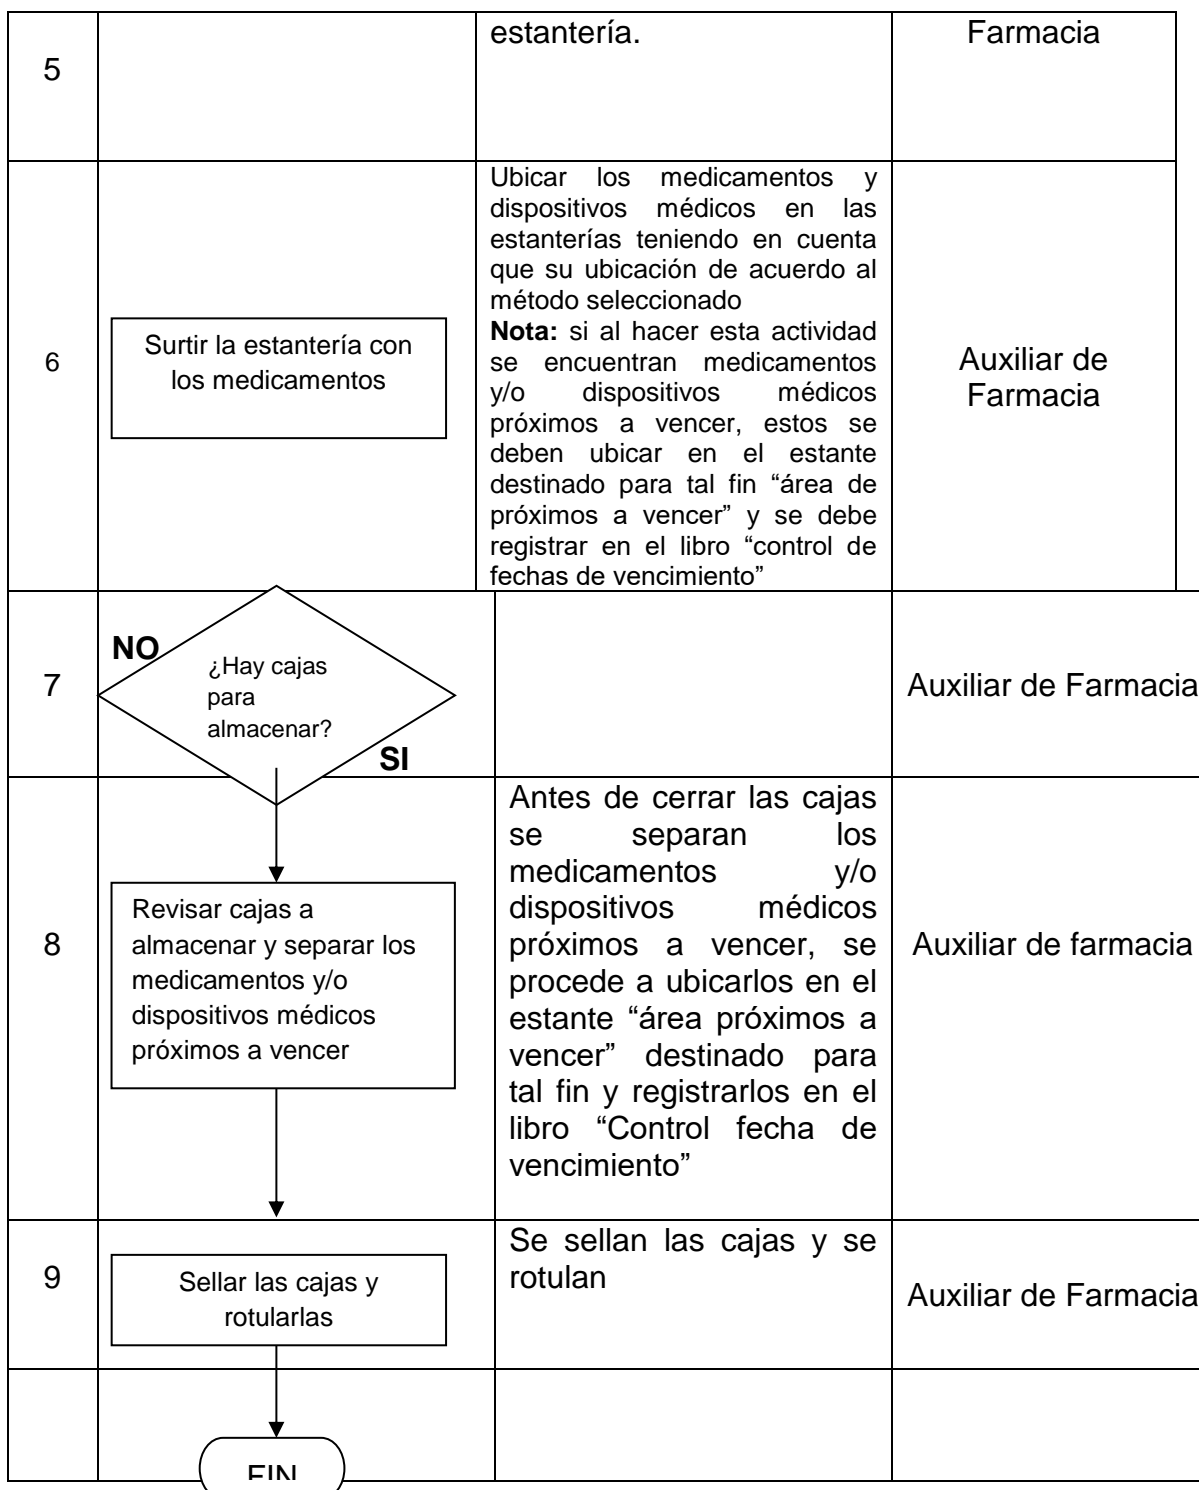 5
estantería.
Farmacia
6
Surtir la estantería con
los medicamentos
Ubicar los medicamentos y
dispositivos médicos en las
estanterías teniendo en cuenta
que su ubicación de acuerdo al
método seleccionado
Nota: si al hacer esta actividad
se encuentran medicamentos
y/o dispositivos médicos
próximos a vencer, estos se
deben ubicar en el estante
destinado para tal fin “área de
próximos a vencer” y se debe
registrar en el libro “control de
fechas de vencimiento”
Auxiliar de
Farmacia
7
NO
¿Hay cajas
para
almacenar?
SI
Auxiliar de Farmacia
8
Revisar cajas a
almacenar y separar los
medicamentos y/o
dispositivos médicos
próximos a vencer
Antes de cerrar las cajas
se separan los
medicamentos y/o
dispositivos médicos
próximos a vencer, se
procede a ubicarlos en el
estante “área próximos a
vencer” destinado para
tal fin y registrarlos en el
libro “Control fecha de
vencimiento”
Auxiliar de farmacia
9
Sellar las cajas y
rotularlas
Se sellan las cajas y se
rotulan
Auxiliar de Farmacia
FIN